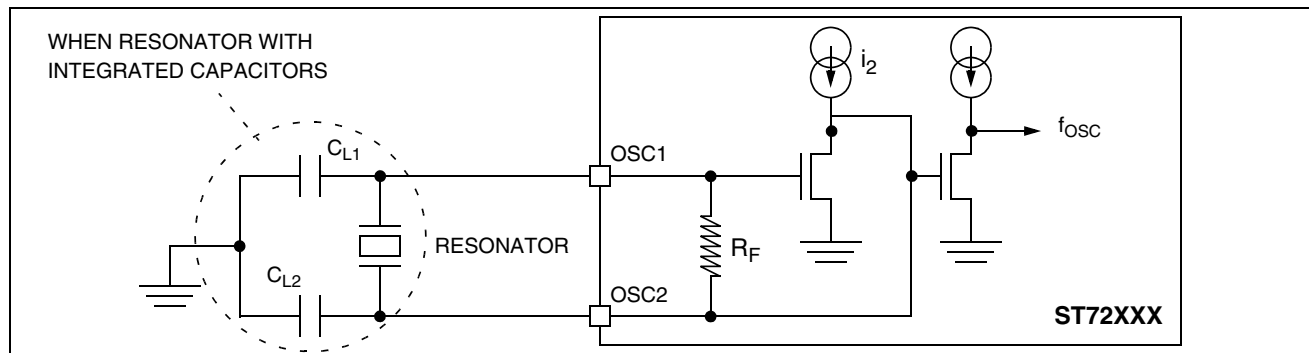 WHEN RESONATOR WITH
INTEGRATED CAPACITORS
CL1
CL2
RESONATOR
OSC1
OSC2
RF
i2
fOSC
ST72XXX